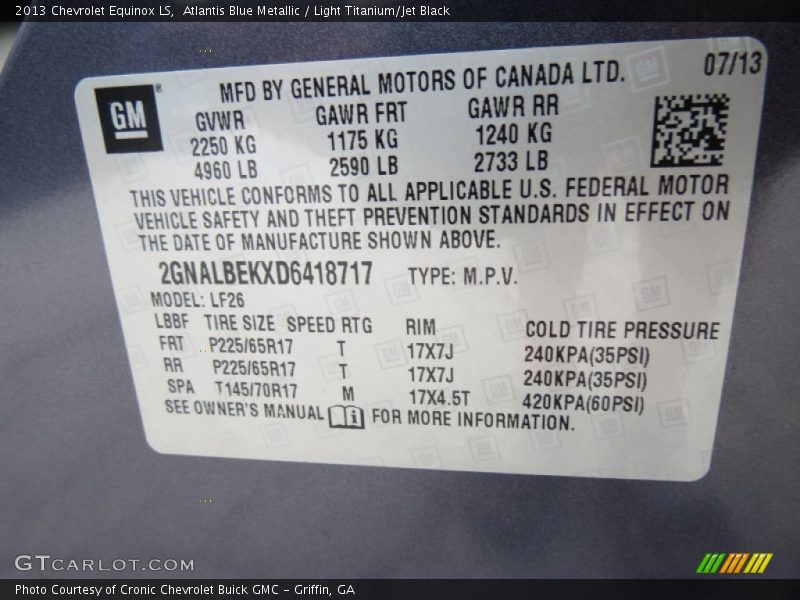 2013 Chevrolet Equinox LS,  Atlantis Blue Metallic / Light Titanium/Jet Black
GM
®
MFD BY GENERAL MOTORS OF CANADA LTD.
07/13
GVWR GAWR FRT GAWR RR
2250 KG 1175 KG 1240 KG
4960 LB 2590 LB 2733 LB
THIS VEHICLE CONFORMS TO ALL APPLICABLE U.S. FEDERAL MOTOR
VEHICLE SAFETY AND THEFT PREVENTION STANDARDS IN EFFECT ON
THE DATE OF MANUFACTURE SHOWN ABOVE.
2GNALBEKXD6418717 TYPE: M.P.V.
MODEL: LF26
LBBF TIRE SIZE SPEED RTG RIM COLD TIRE PRESSURE
FRT P225/65R17 T 17X7J 240KPA(35PSI)
RR P225/65R17 T 17X7J 240KPA(35PSI)
SPA T145/70R17 M 17X4.5T 420KPA(60PSI)
SEE OWNER'S MANUAL i FOR MORE INFORMATION.
GTCARLOT.COM
Photo Courtesy of Cronic Chevrolet Buick GMC – Griffin, GA